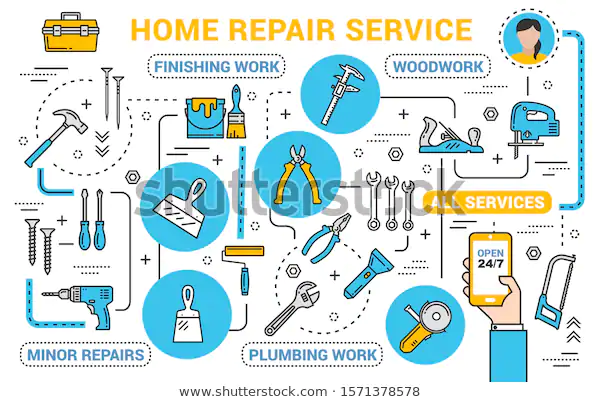 HOME REPAIR SERVICE
FINISHING WORK
WOODWORK
ALL SERVICES
OPEN
24/7
MINOR REPAIRS
PLUMBING WORK
shutterstock
www.shutterstock.com · 1571378578